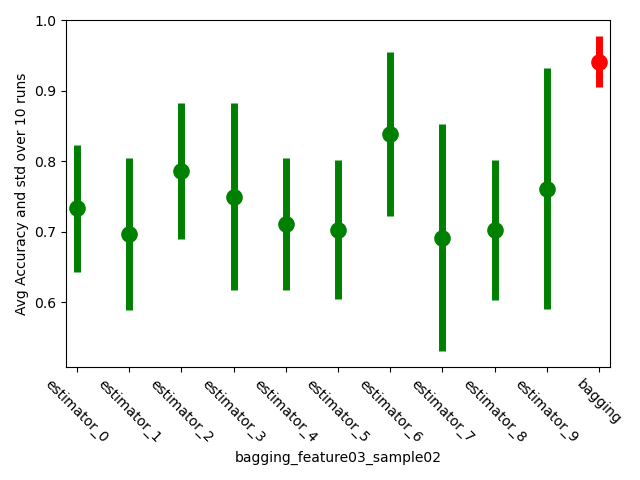 Avg Accuracy and std over 10 runs
1.0
0.9
0.8
0.7
0.6
estimator_0
estimator_1
estimator_2
estimator_3
estimator_4
estimator_5
estimator_6
estimator_7
estimator_8
estimator_9
bagging
bagging_feature03_sample02